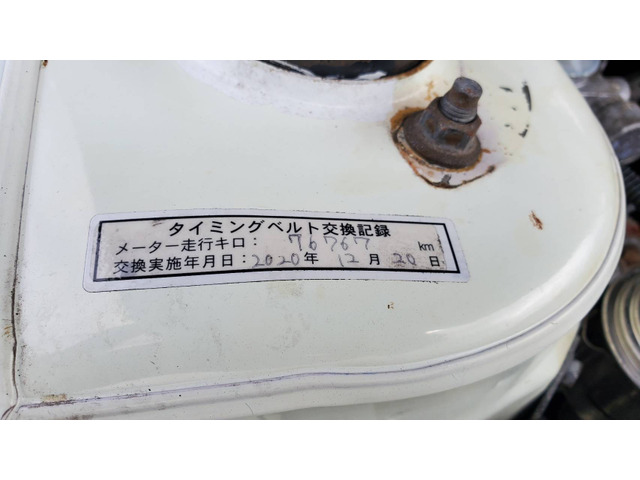 タイミングベルト交換記録
メーター走行キロ： 76767 km
交換実施年月日：2020年 12月 20日